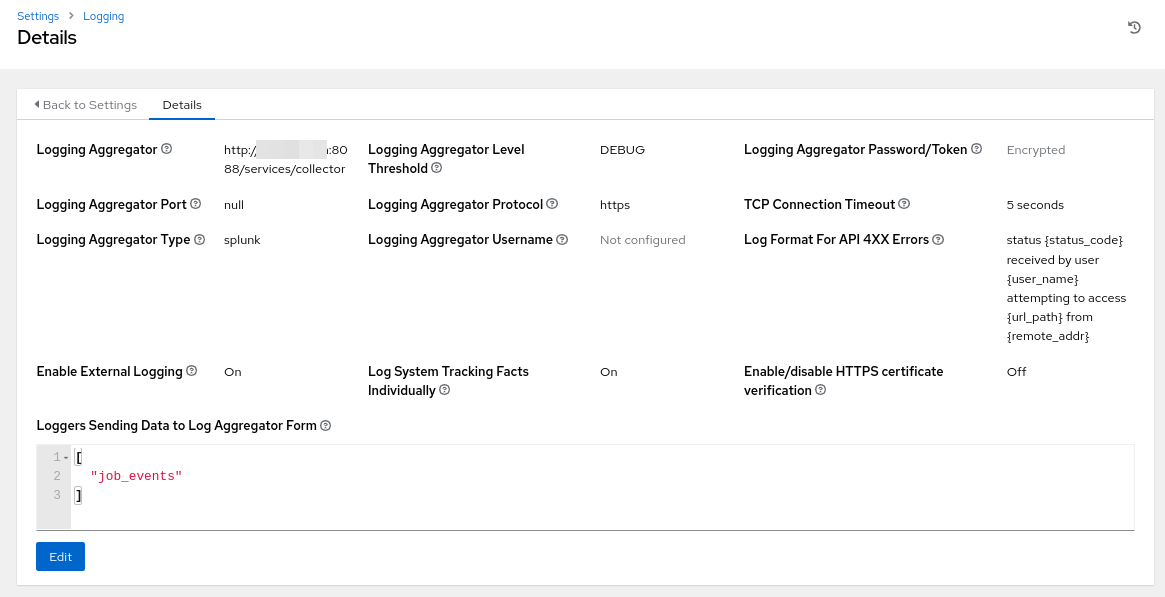 Settings > Logging
Details
Back to Settings
Details
Logging Aggregator
http:/ :80
88/services/collector
Logging Aggregator Level
Threshold
DEBUG
Logging Aggregator Password/Token
Encrypted
Logging Aggregator Port
null
Logging Aggregator Protocol
https
TCP Connection Timeout
5 seconds
Logging Aggregator Type
splunk
Logging Aggregator Username
Not configured
Log Format For API 4XX Errors
status {status_code}
received by user
{user_name}
attempting to access
{url_path} from
{remote_addr}
Enable External Logging
On
Log System Tracking Facts
Individually
On
Enable/disable HTTPS certificate
verification
Off
Loggers Sending Data to Log Aggregator Form
1 [
2 "job_events"
3 ]
Edit